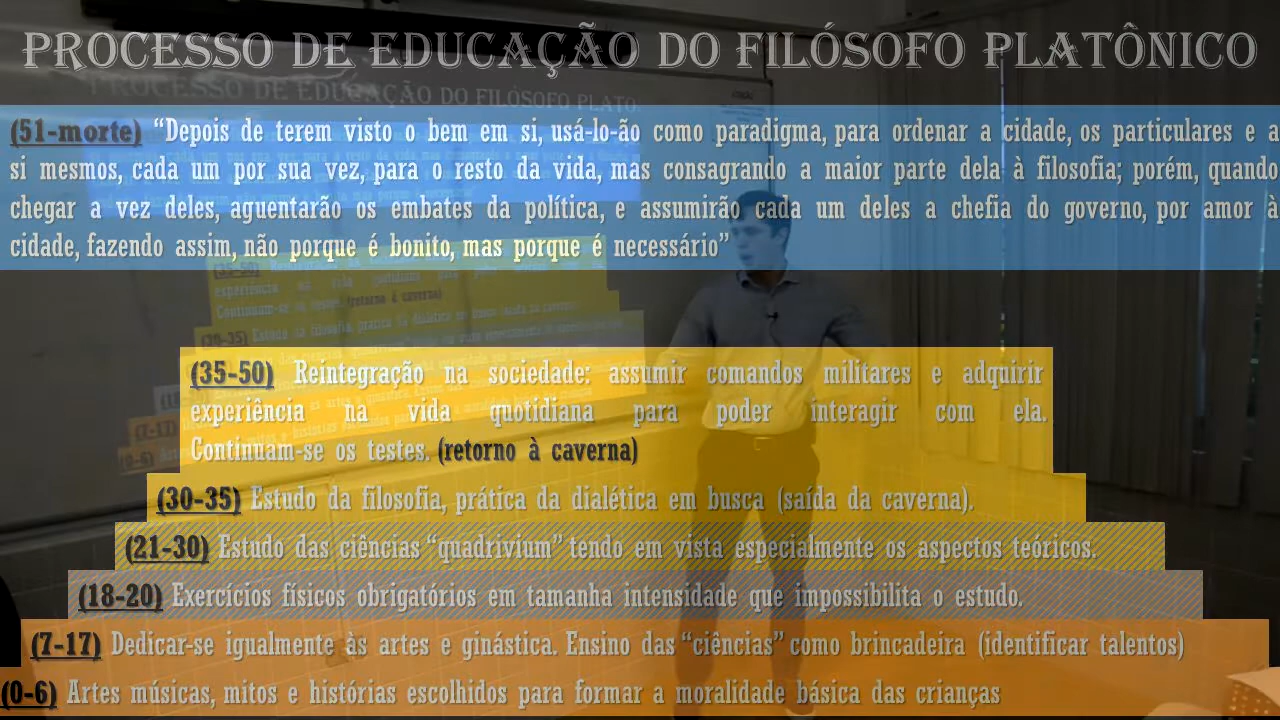 PROCESSO DE EDUCAÇÃO DO FILÓSOFO PLATÔNICO
PROCESSO DE EDUCAÇÃO DO FILÓSOFO PLATO
(51-morte) “Depois de terem visto o bem em si, usá-lo-ão como paradigma, para ordenar a cidade, os particulares e a
si mesmos, cada um por sua vez, para o resto da vida, mas consagrando a maior parte dela à filosofia; porém, quando
chegar a vez deles, aguentarão os embates da política, e assumirão cada um deles a chefia do governo, por amor à
cidade, fazendo assim, não porque é bonito, mas porque é necessário”
(35-50) Reintegração na sociedade: assumir comandos militares e adquirir
experiência na vida quotidiana para poder interagir com ela.
Continuam-se os testes. (retorno à caverna)
(30-35) Estudo da filosofia, prática da dialética em busca (saída da caverna).
(21-30) Estudo das ciências “quadrivium” tendo em vista especialmente os aspectos teóricos.
(18-20) Exercícios físicos obrigatórios em tamanha intensidade que impossibilita o estudo.
(7-17) Dedicar-se igualmente às artes e ginástica. Ensino das “ciências” como brincadeira (identificar talentos)
(0-6) Artes músicas, mitos e histórias escolhidos para formar a moralidade básica das crianças